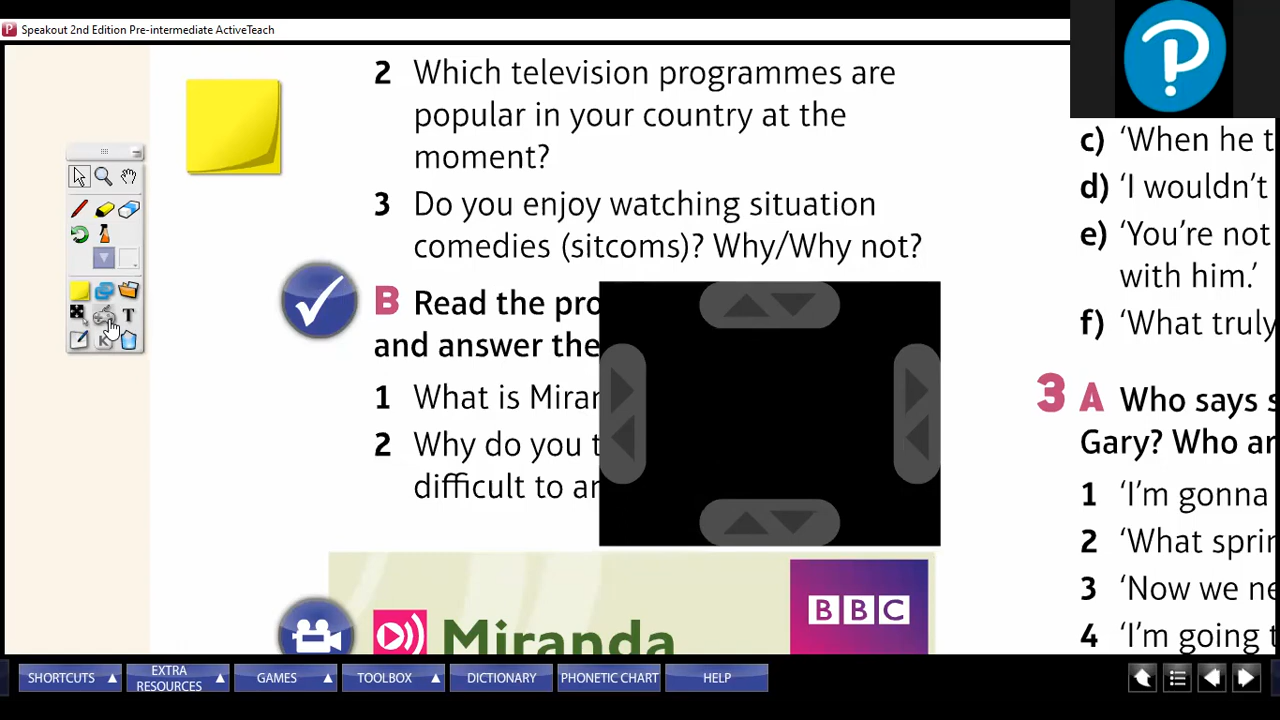 Speakout 2nd Edition Pre-intermediate ActiveTeach
2 Which television programmes are
popular in your country at the
moment?
3 Do you enjoy watching situation
comedies (sitcoms)? Why/Why not?
B Read the pro
and answer the
1 What is Miran
2 Why do you t
difficult to an
BBC
Miranda
c) ‘When he t
d) ‘I wouldn’t
e) ‘You’re not
with him.’
f) ‘What truly
3 A Who says s
Gary? Who ar
1 ‘I’m gonna
2 ‘What sprin
3 ‘Now we ne
4 ‘I’m going t
T
K
SHORTCUTS
EXTRA
RESOURCES
GAMES
TOOLBOX
DICTIONARY
PHONETIC CHART
HELP